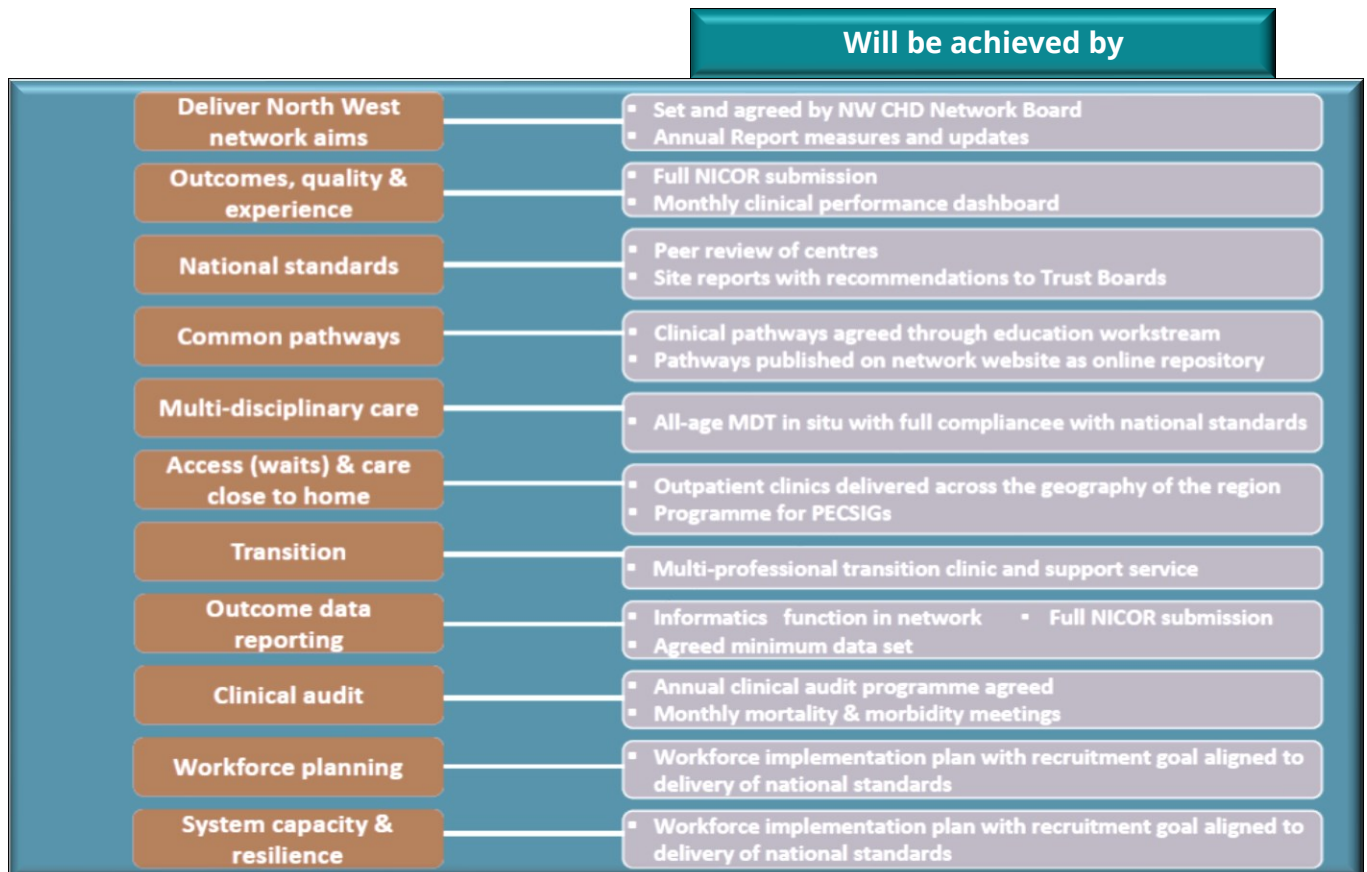 Will be achieved by
Deliver North West
network aims
▪ Set and agreed by NW CHD Network Board
▪ Annual Report measures and updates
Outcomes, quality &
experience
▪ Full NICOR submission
▪ Monthly clinical performance dashboard
National standards
▪ Peer review of centres
▪ Site reports with recommendations to Trust Boards
Common pathways
▪ Clinical pathways agreed through education workstream
▪ Pathways published on network website as online repository
Multi-disciplinary care
▪ All-age MDT in situ with full compliancee with national standards
Access (waits) & care
close to home
▪ Outpatient clinics delivered across the geography of the region
▪ Programme for PECSIGs
Transition
▪ Multi-professional transition clinic and support service
Outcome data
reporting
▪ Informatics function in network ▪ Full NICOR submission
▪ Agreed minimum data set
Clinical audit
▪ Annual clinical audit programme agreed
▪ Monthly mortality & morbidity meetings
Workforce planning
▪ Workforce implementation plan with recruitment goal aligned to
delivery of national standards
System capacity &
resilience
▪ Workforce implementation plan with recruitment goal aligned to
delivery of national standards